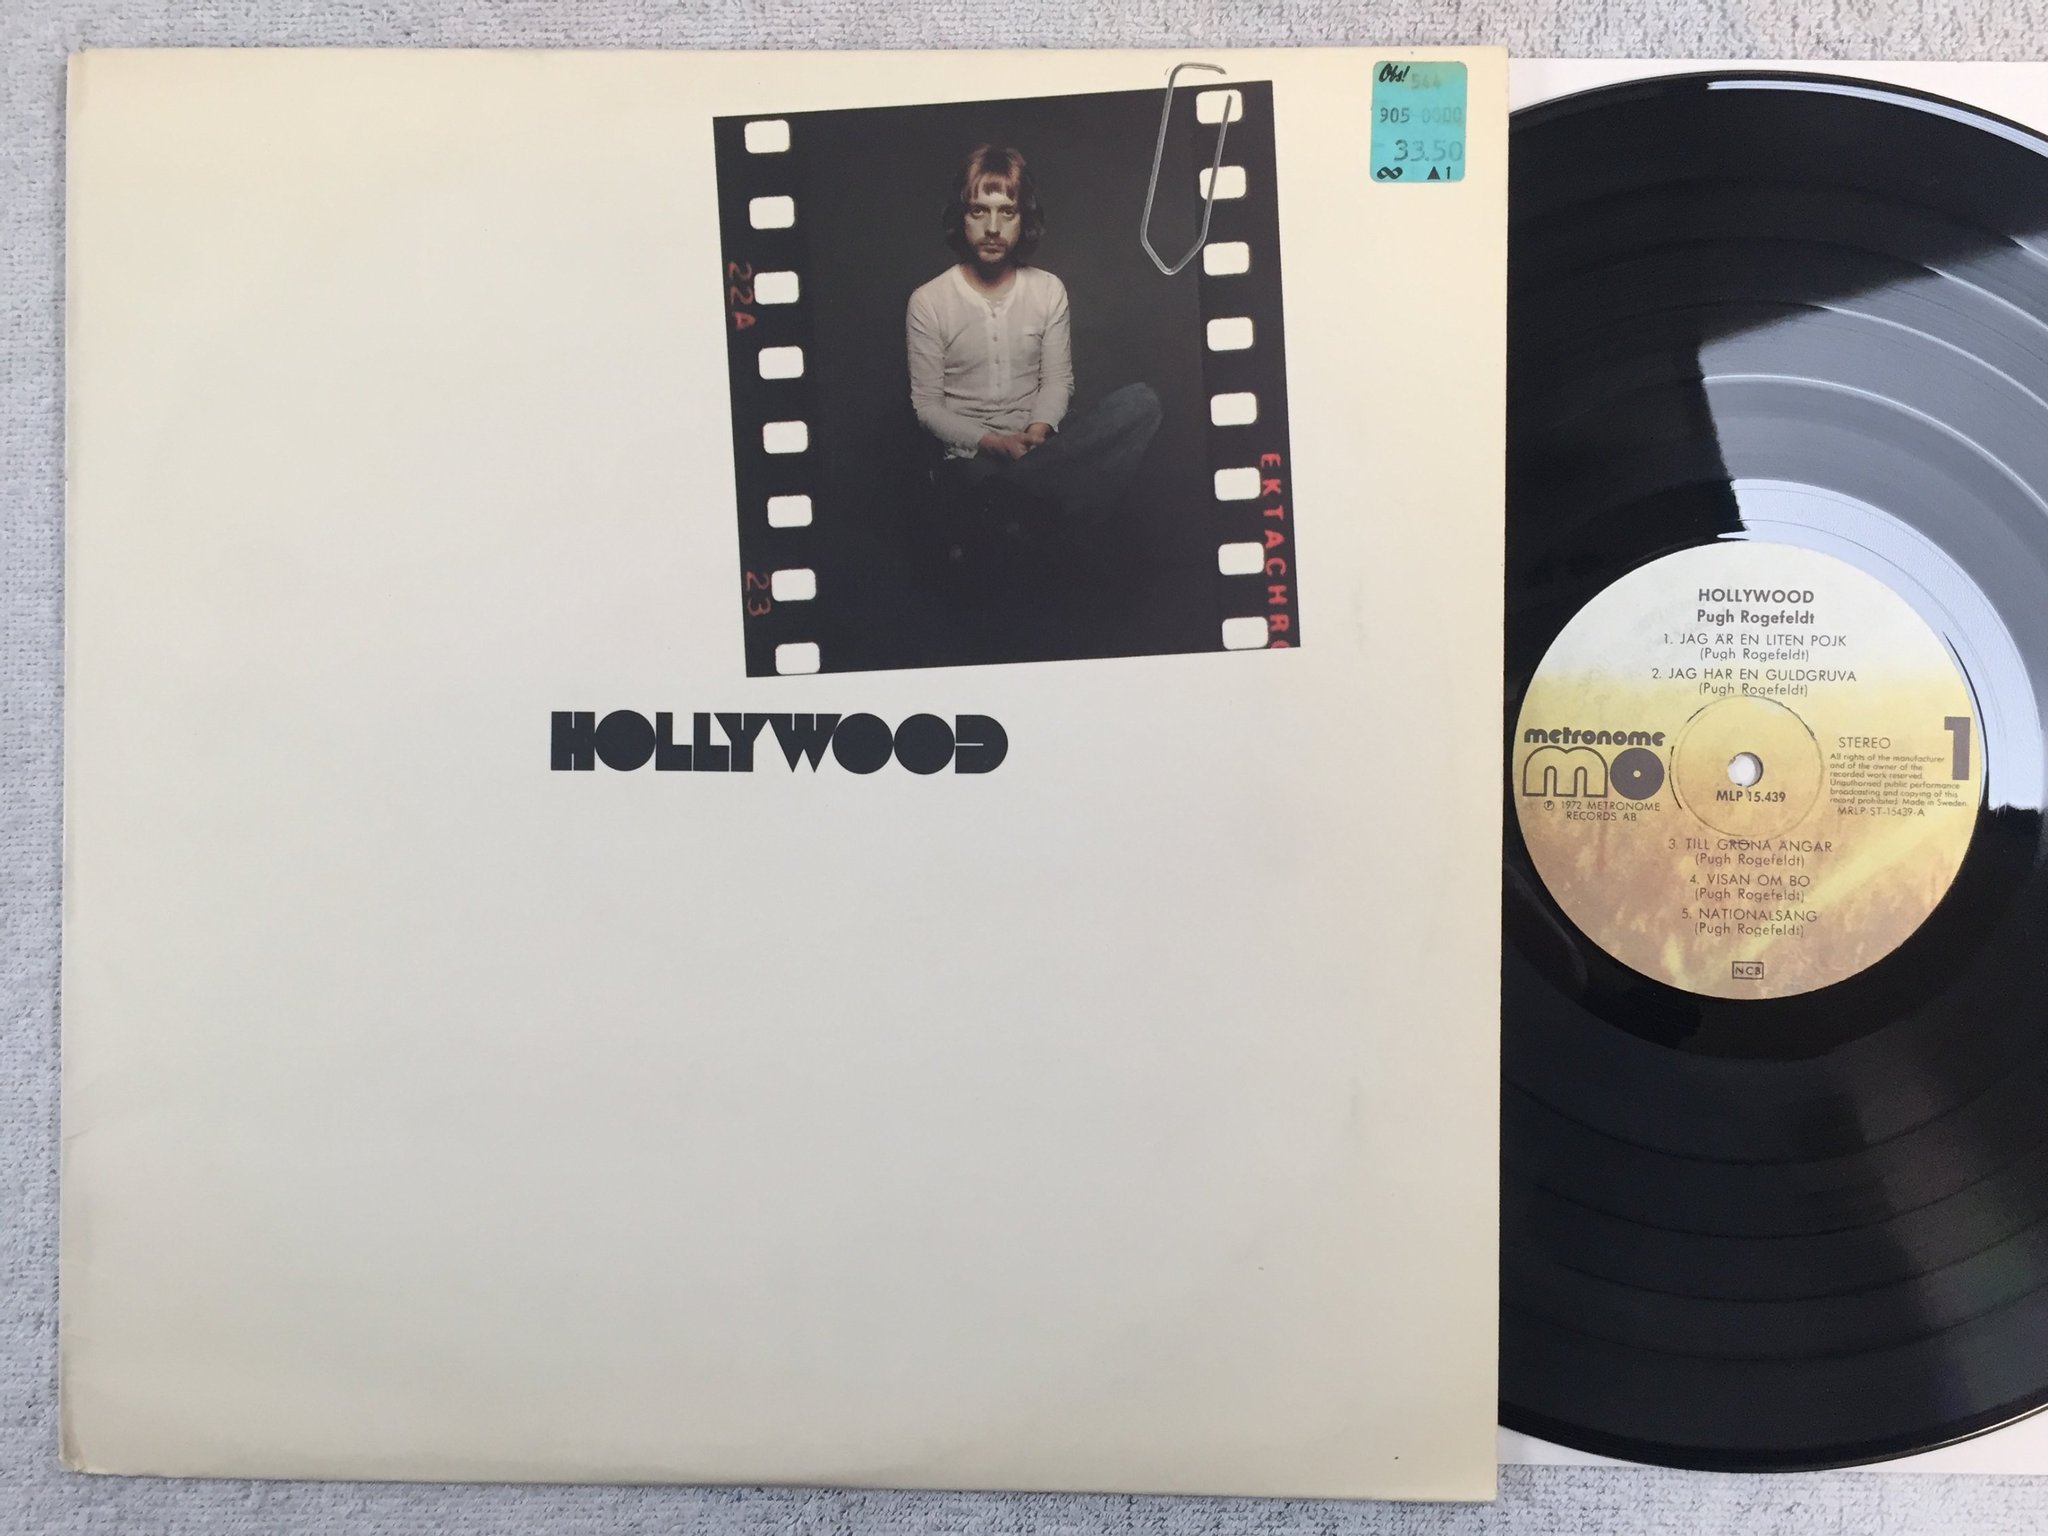 Obs! 544
905 0000
33.50
1
22A
23
EKTACHRO
HOLLYWOOD
HOLLYWOOD
Pugh Rogefeldt
1. JAG ÄR EN LITEN POJK
(Pugh Rogefeldt)
2. JAG HAR EN GULDGRUVA
(Pugh Rogefeldt)
metronome
mo
℗ 1972 METRONOME
RECORDS AB
MLP 15.439
STEREO
1
All rights of the manufacturer
and of the owner of the
recorded work reserved.
Unauthorised public performance
broadcasting and copying of this
record prohibited. Made in Sweden.
MRLP-ST-15439-A
3. TILL GRÖNA ÄNGAR
(Pugh Rogefeldt)
4. VISAN OM BO
(Pugh Rogefeldt)
5. NATIONALSÅNG
(Pugh Rogefeldt)
NCB